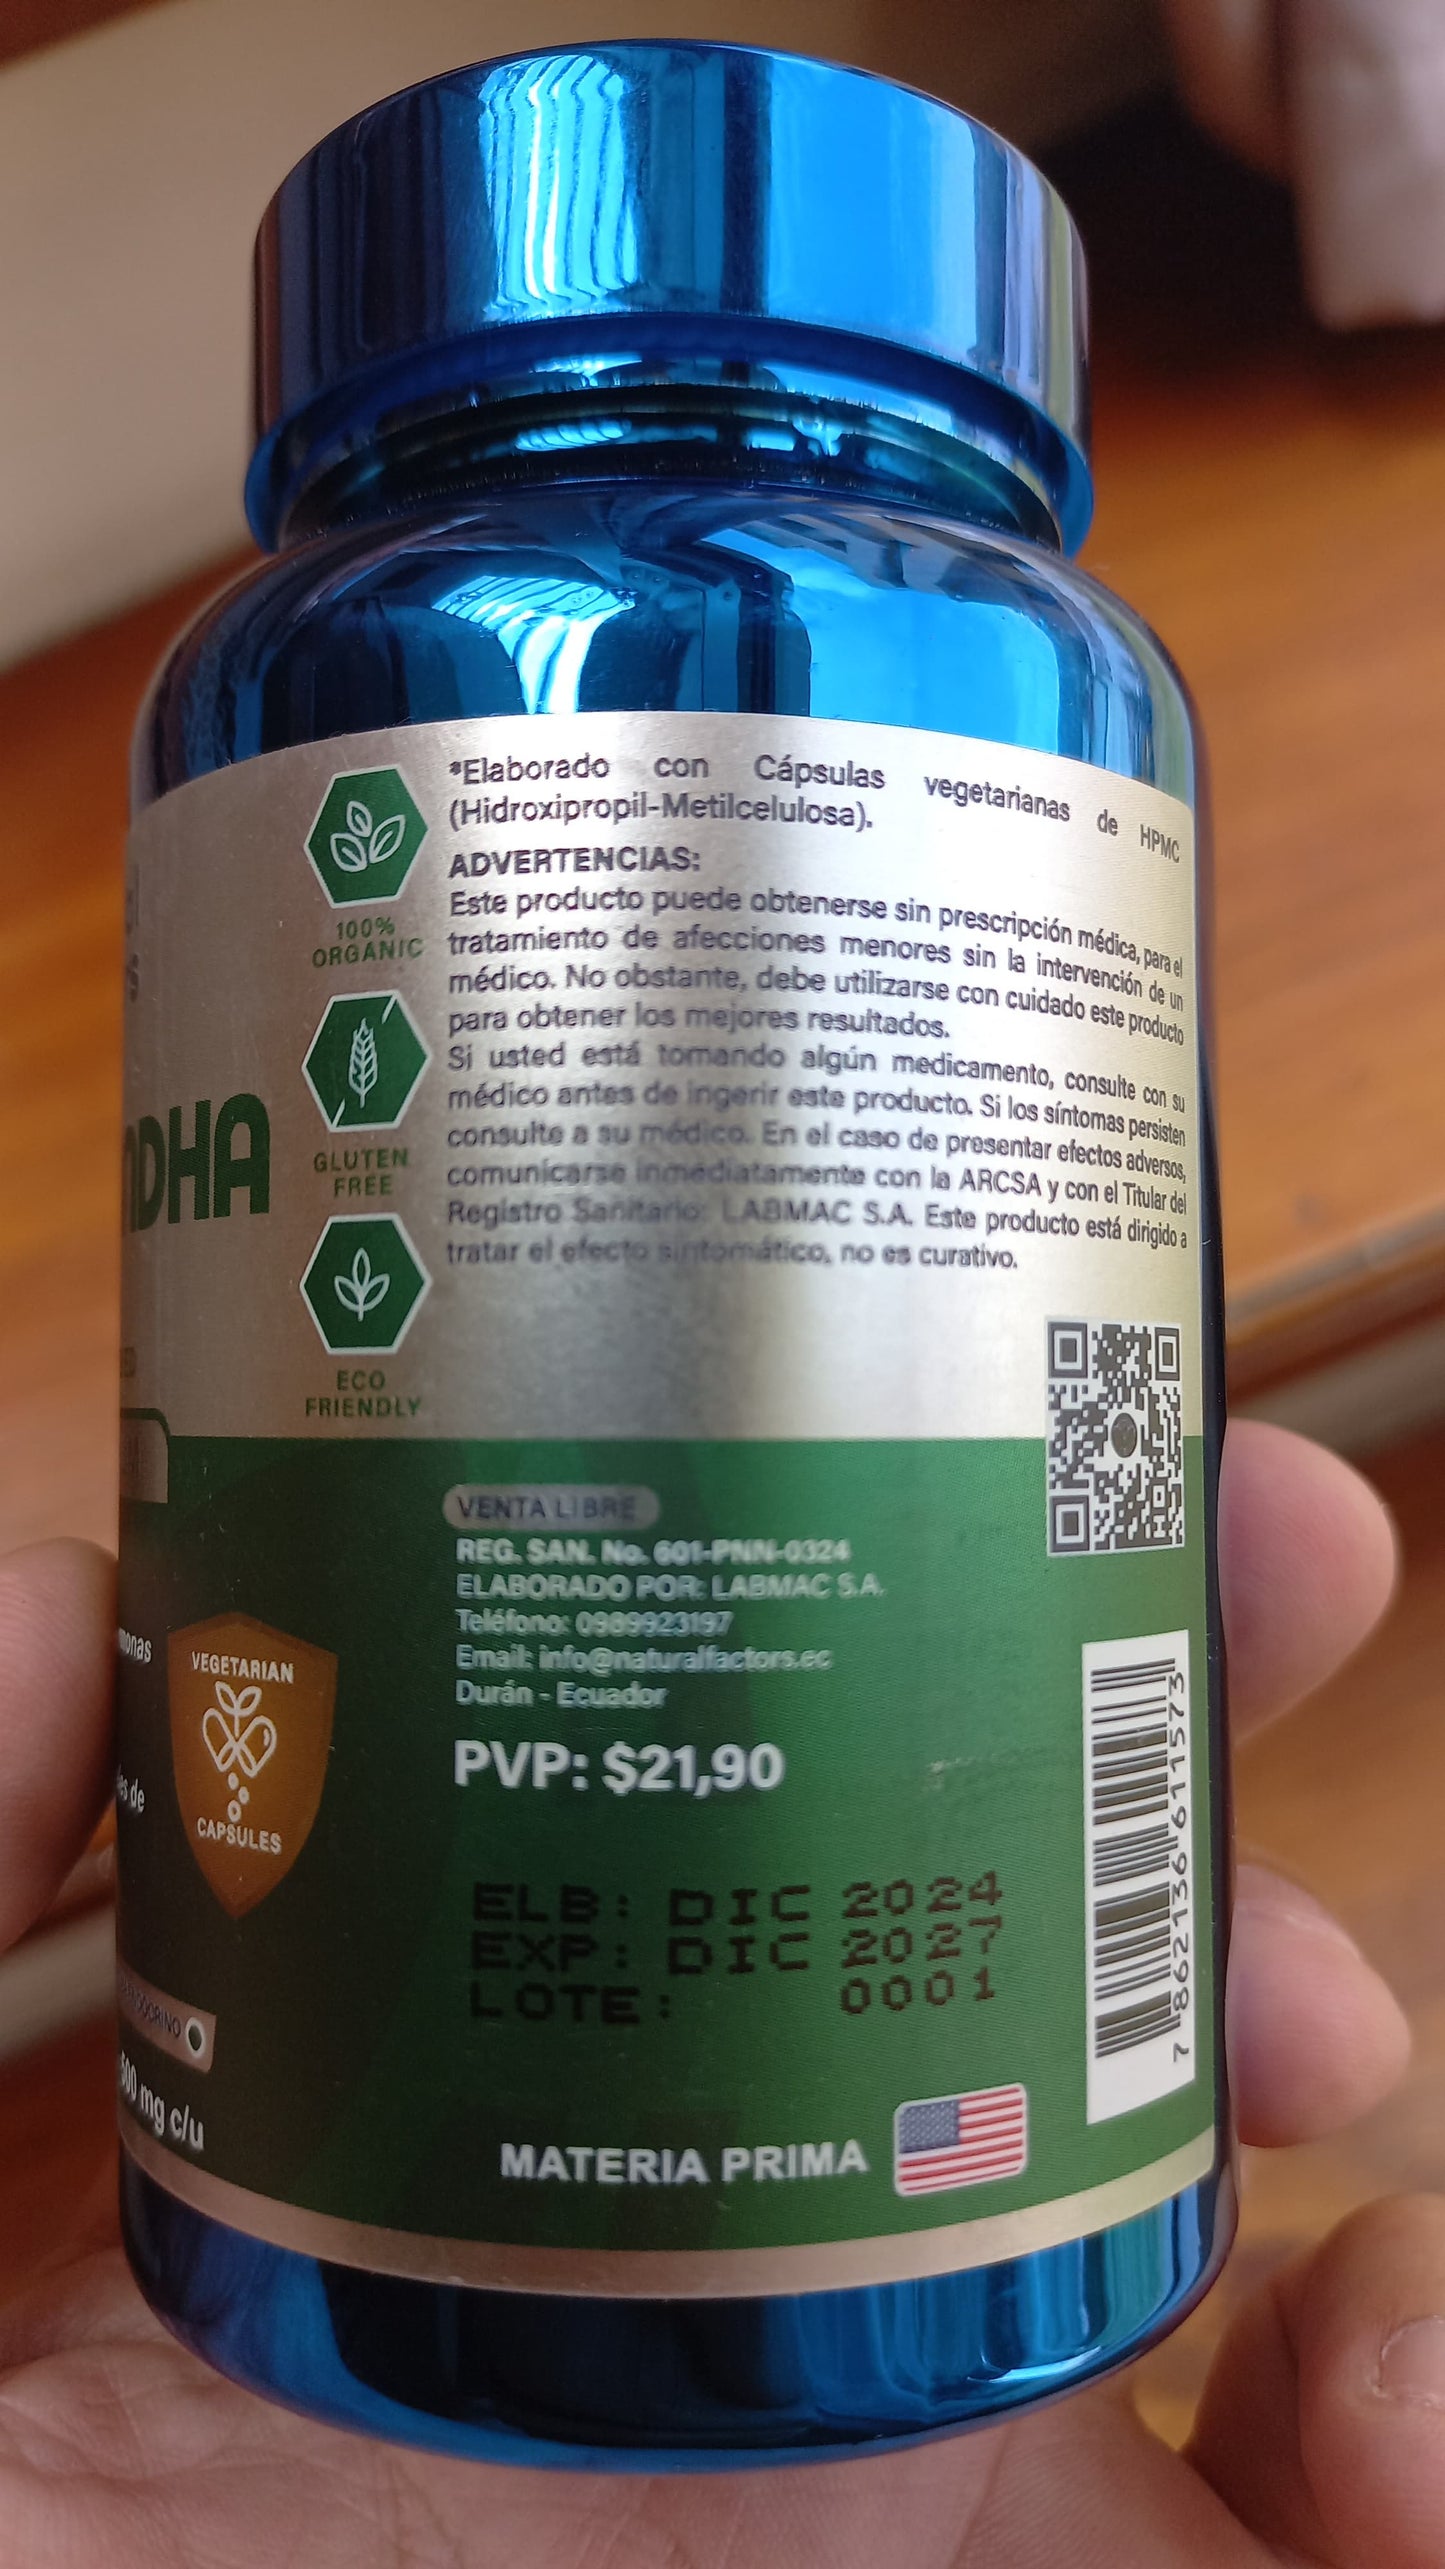 *Elaborado con Cápsulas vegetarianas de HPMC
(Hidroxipropil-Metilcelulosa).
ADVERTENCIAS:
Este producto puede obtenerse sin prescripción médica, para el
tratamiento de afecciones menores sin la intervención de un
médico. No obstante, debe utilizarse con cuidado este producto
para obtener los mejores resultados.
Si usted está tomando algún medicamento, consulte con su
médico antes de ingerir este producto. Si los síntomas persisten
consulte a su médico. En el caso de presentar efectos adversos,
comunicarse inmediatamente con la ARCSA y con el Titular del
Registro Sanitario: LABMAC S.A. Este producto está dirigido a
tratar el efecto sintomático, no es curativo.
100%
ORGANIC
GLUTEN
FREE
ECO
FRIENDLY
NDHA
VENTA LIBRE
REG. SAN. No. 601-PNN-0324
ELABORADO POR: LABMAC S.A.
Teléfono: 0989923197
Email: info@naturalfactors.ec
Durán - Ecuador
PVP: $21,90
VEGETARIAN
CAPSULES
ELB: DIC 2024
EXP: DIC 2027
LOTE: 0001
500 mg c/u
MATERIA PRIMA
7 862136 611573